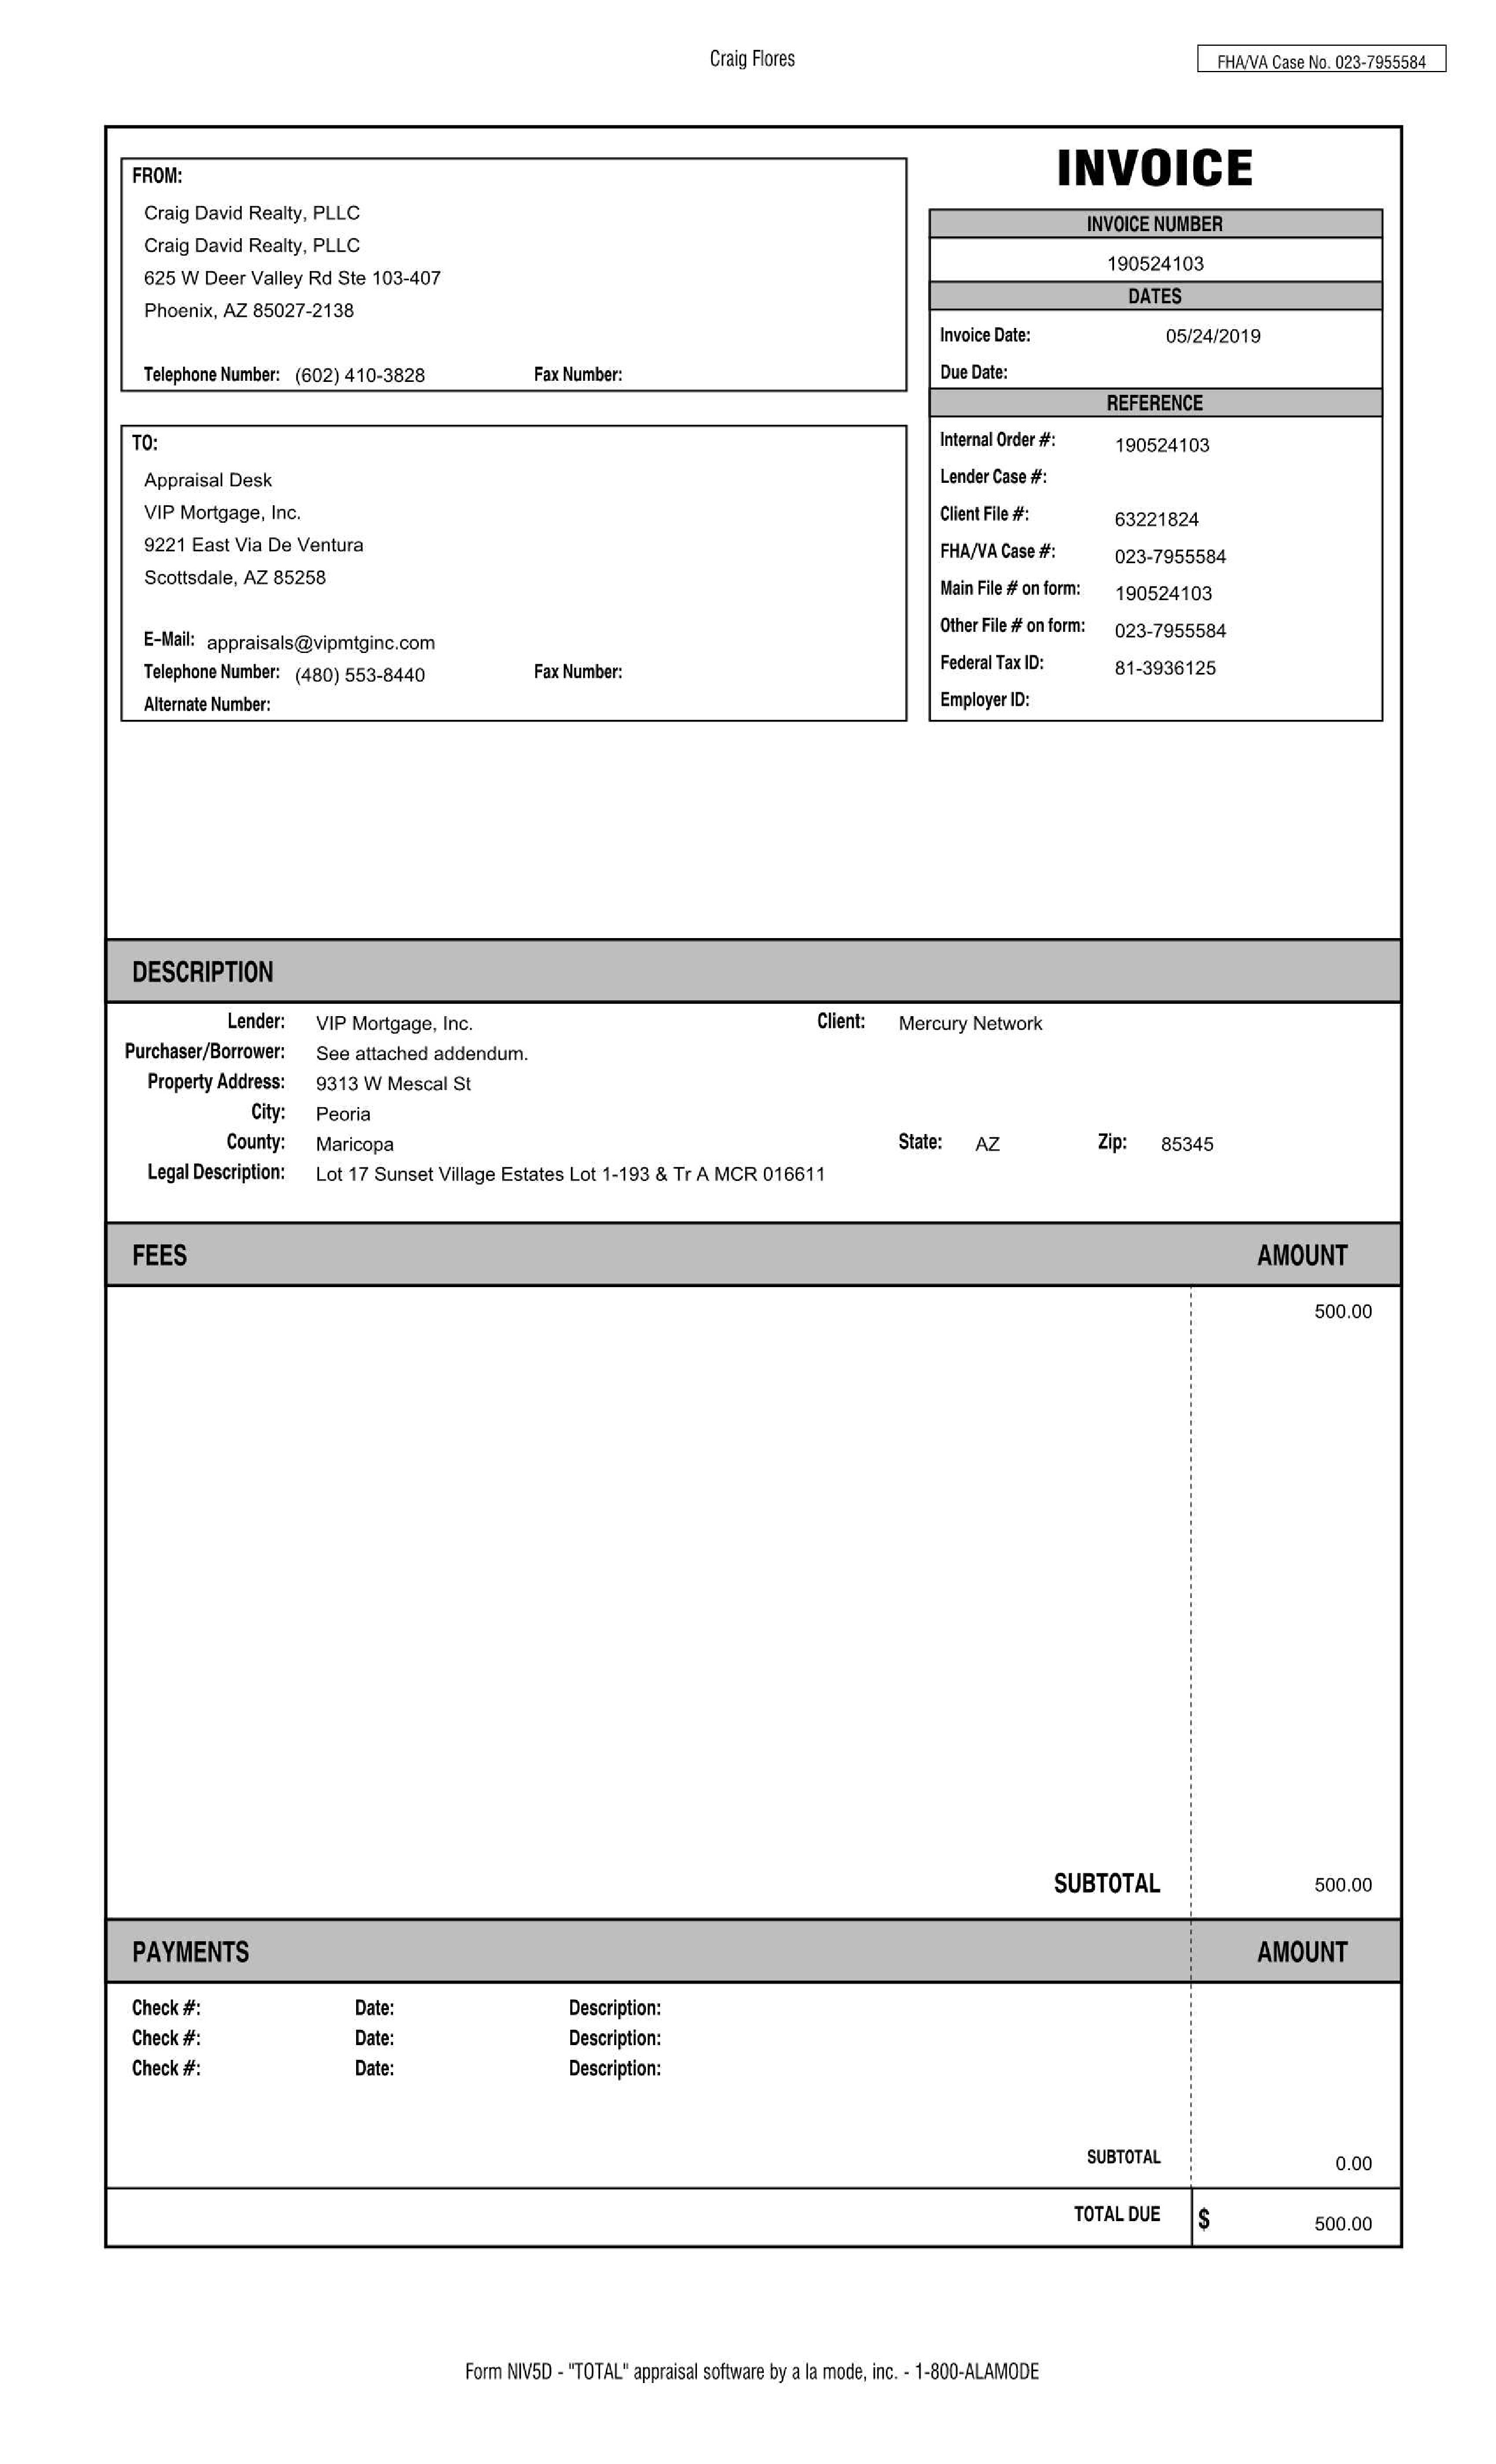 Craig Flores
FHA/VA Case No. 023-7955584
INVOICE
FROM:
Craig David Realty, PLLC
Craig David Realty, PLLC
625 W Deer Valley Rd Ste 103-407
Phoenix, AZ 85027-2138
Telephone Number: (602) 410-3828 Fax Number:
INVOICE NUMBER
190524103
DATES
Invoice Date: 05/24/2019
Due Date:
REFERENCE
Internal Order #: 190524103
Lender Case #:
Client File #: 63221824
FHA/VA Case #: 023-7955584
Main File # on form: 190524103
Other File # on form: 023-7955584
Federal Tax ID: 81-3936125
Employer ID:
TO:
Appraisal Desk
VIP Mortgage, Inc.
9221 East Via De Ventura
Scottsdale, AZ 85258
E-Mail: appraisals@vipmtginc.com
Telephone Number: (480) 553-8440 Fax Number:
Alternate Number:
DESCRIPTION
Lender: VIP Mortgage, Inc. Client: Mercury Network
Purchaser/Borrower: See attached addendum.
Property Address: 9313 W Mescal St
City: Peoria
County: Maricopa State: AZ Zip: 85345
Legal Description: Lot 17 Sunset Village Estates Lot 1-193 & Tr A MCR 016611
FEES AMOUNT
500.00
SUBTOTAL 500.00
PAYMENTS AMOUNT
Check #: Date: Description:
Check #: Date: Description:
Check #: Date: Description:
SUBTOTAL 0.00
TOTAL DUE $ 500.00
Form NIV5D - "TOTAL" appraisal software by a la mode, inc. - 1-800-ALAMODE